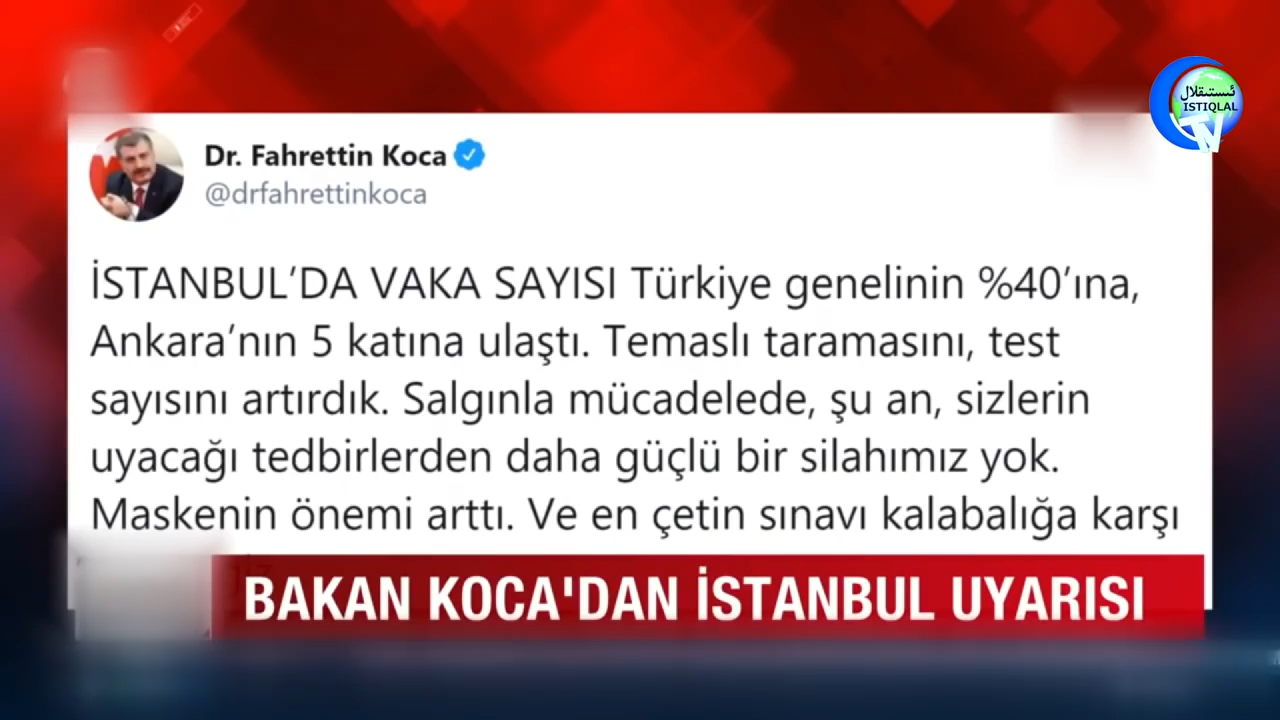 ئىستىقلال
ISTIQLAL
TV
Dr. Fahrettin Koca
@drfahrettinkoca
İSTANBUL’DA VAKA SAYISI Türkiye genelinin %40’ına,
Ankara’nın 5 katına ulaştı. Temaslı taramasını, test
sayısını artırdık. Salgınla mücadelede, şu an, sizlerin
uyacağı tedbirlerden daha güçlü bir silahımız yok.
Maskenin önemi arttı. Ve en çetin sınavı kalabalığa karşı
BAKAN KOCA'DAN İSTANBUL UYARISI